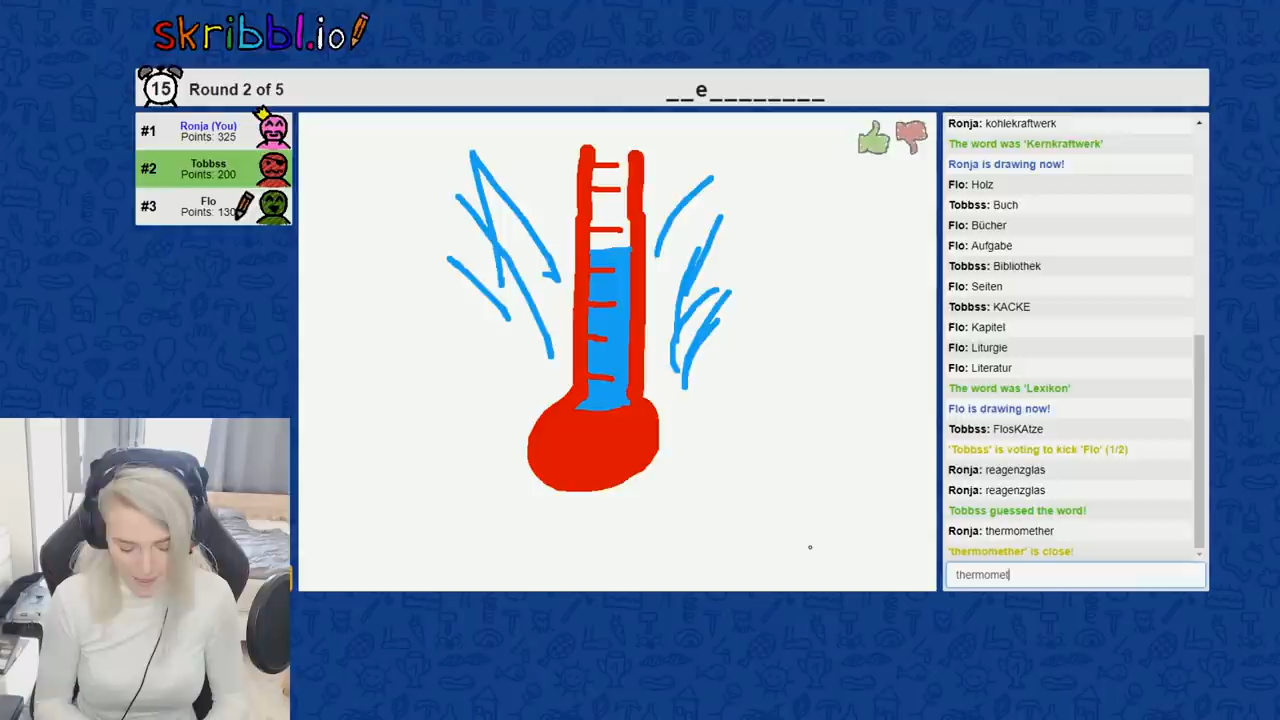 skribbl.io
15 Round 2 of 5 __e________
#1 Ronja (You)
Points: 325
#2 Tobbss
Points: 200
#3 Flo
Points: 130
Ronja: kohlekraftwerk
The word was 'Kernkraftwerk'
Ronja is drawing now!
Flo: Holz
Tobbss: Buch
Flo: Bücher
Flo: Aufgabe
Tobbss: Bibliothek
Flo: Seiten
Tobbss: KACKE
Flo: Kapitel
Flo: Liturgie
Flo: Literatur
The word was 'Lexikon'
Flo is drawing now!
Tobbss: FlosKAtze
'Tobbss' is voting to kick 'Flo' (1/2)
Ronja: reagenzglas
Ronja: reagenzglas
Tobbss guessed the word!
Ronja: thermomether
'thermomether' is close!
thermomet